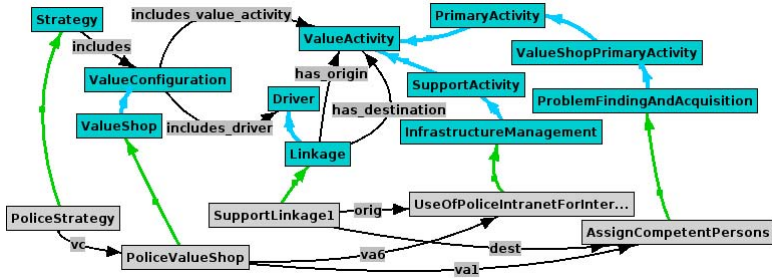 PrimaryActivity
includes_value_activity
Strategy
includes
ValueActivity
ValueShopPrimaryActivity
has_origin
ValueConfiguration
SupportActivity
Driver
has_destination
ProblemFindingAndAcquisition
ValueShop
includes_driver
InfrastructureManagement
Linkage
UseOfPoliceIntranetForInter...
PoliceStrategy
SupportLinkage1
orig
AssignCompetentPersons
vc
dest
PoliceValueShop
va6
va1